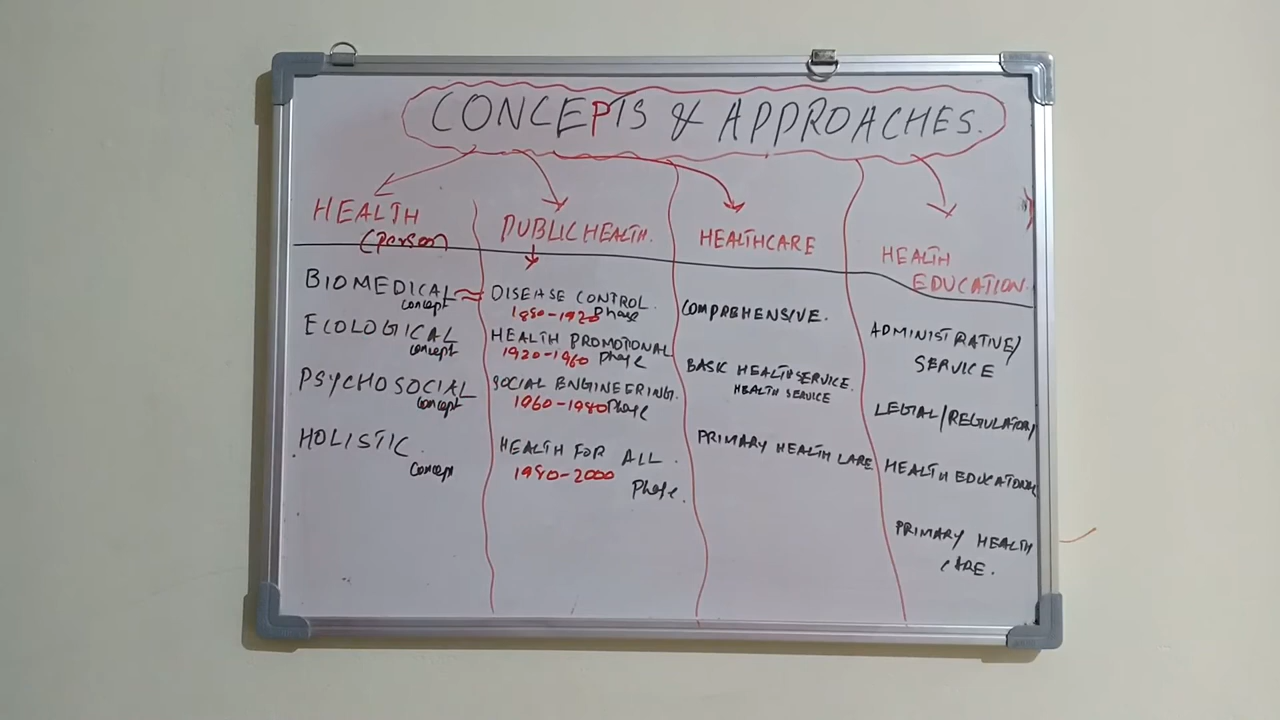 CONCEPTS & APPROACHES.
HEALTH
(person)
BIOMEDICAL
concept
ECOLOGICAL
concept
PSYCHOSOCIAL
concept
HOLISTIC
Concept
PUBLIC HEALTH.
DISEASE CONTROL.
1880-1920 Phase
HEALTH PROMOTIONAL
1920-1960 phase
SOCIAL ENGINEERING.
1960-1980 Phase
HEALTH FOR ALL.
1980-2000
Phase.
HEALTHCARE
COMPREHENSIVE.
BASIC HEALTH SERVICE.
HEALTH SERVICE
PRIMARY HEALTH CARE
HEALTH
EDUCATION.
ADMINISTRATIVE/
SERVICE
LEGAL/REGULATORY
HEALTH EDUCATIONAL
PRIMARY HEALTH
CARE.